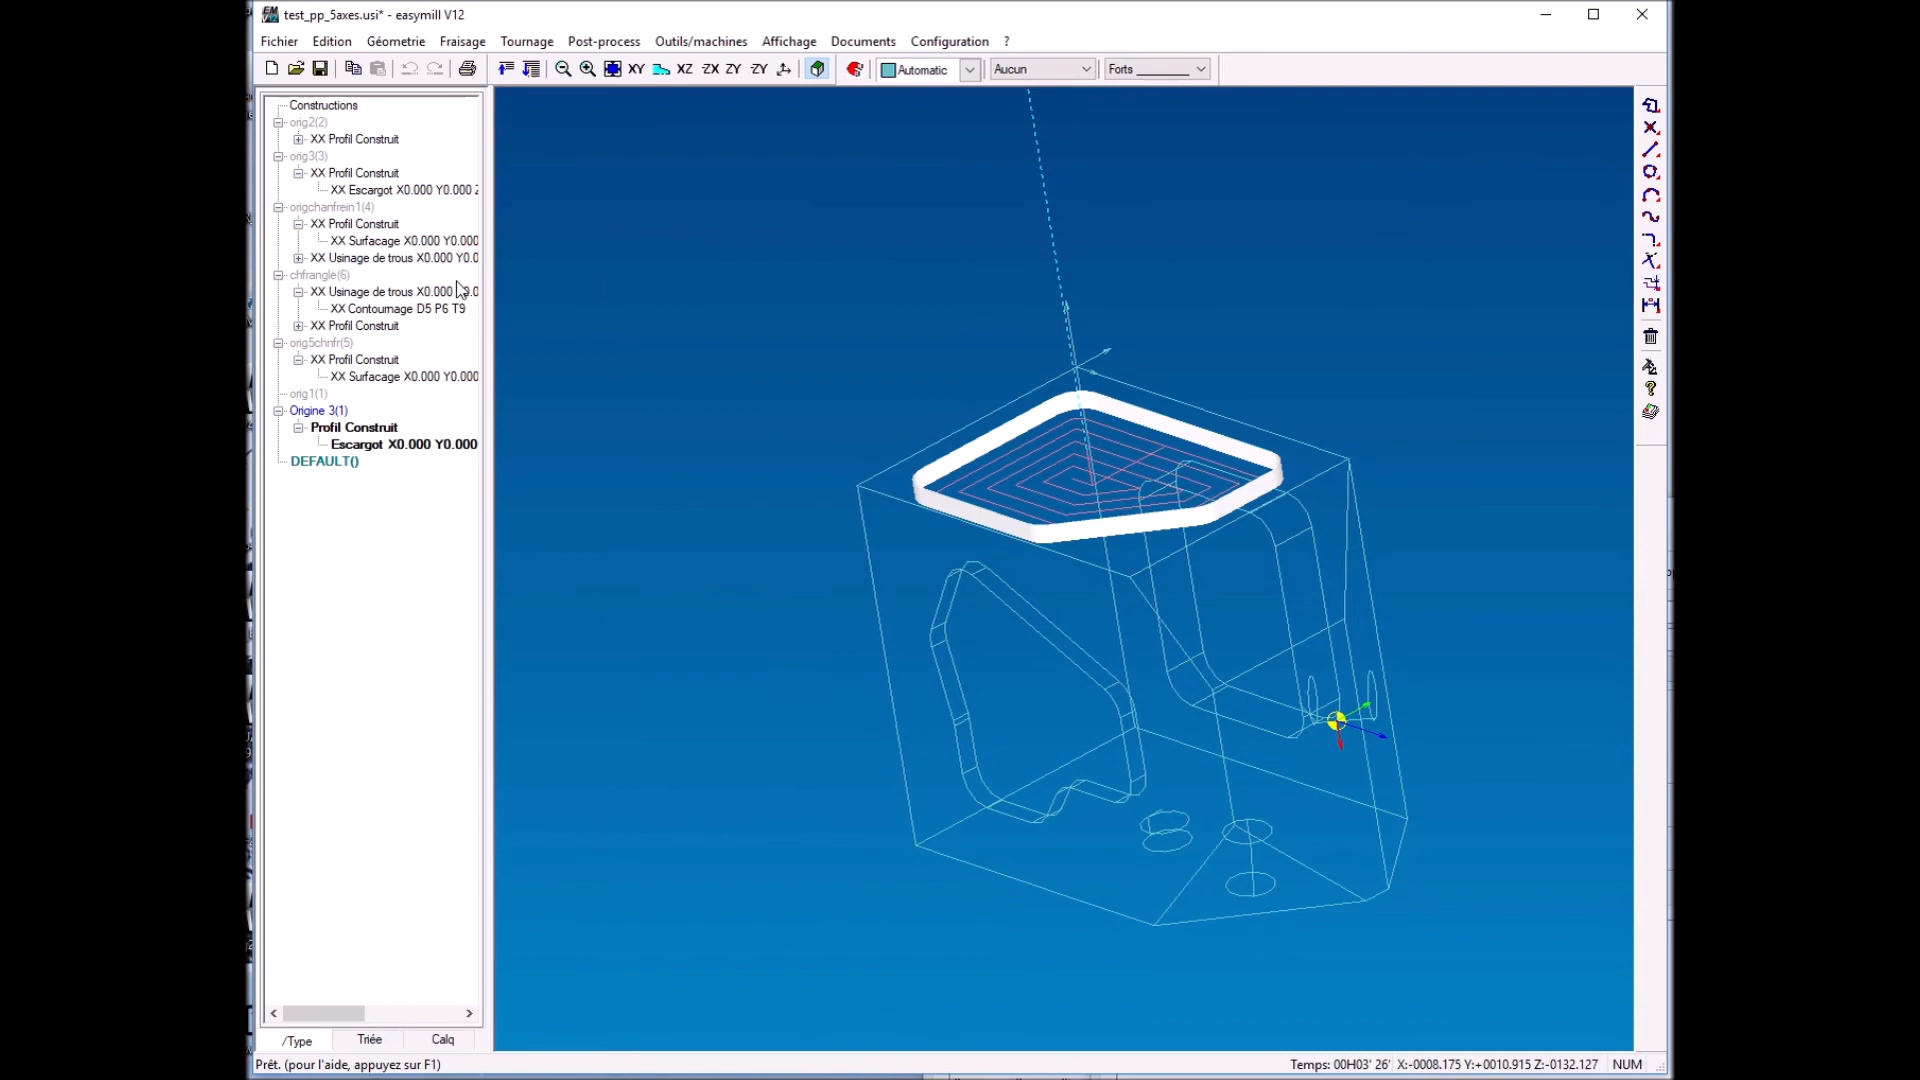 test_pp_5axes.usi* - easymill V12
Fichier Edition Géometrie Fraisage Tournage Post-process Outils/machines Affichage Documents Configuration ?
XY XZ -ZX ZY -ZY Automatic Aucun Forts
Constructions
orig2(2)
XX Profil Construit
orig3(3)
XX Profil Construit
XX Escargot X0.000 Y0.000
origchanfrein1(4)
XX Profil Construit
XX Surfacage X0.000 Y0.000
XX Usinage de trous X0.000 Y0.0
chfrangle(6)
XX Usinage de trous X0.000
XX Contournage D5 P6 T9
XX Profil Construit
orig5chnfr(5)
XX Profil Construit
XX Surfacage X0.000 Y0.000
orig1(1)
Origine 3(1)
Profil Construit
Escargot X0.000 Y0.000
DEFAULT()
/Type Triée Calq
Prêt. (pour l'aide, appuyez sur F1)
Temps: 00H03' 26' X:-0008.175 Y:+0010.915 Z:-0132.127 NUM